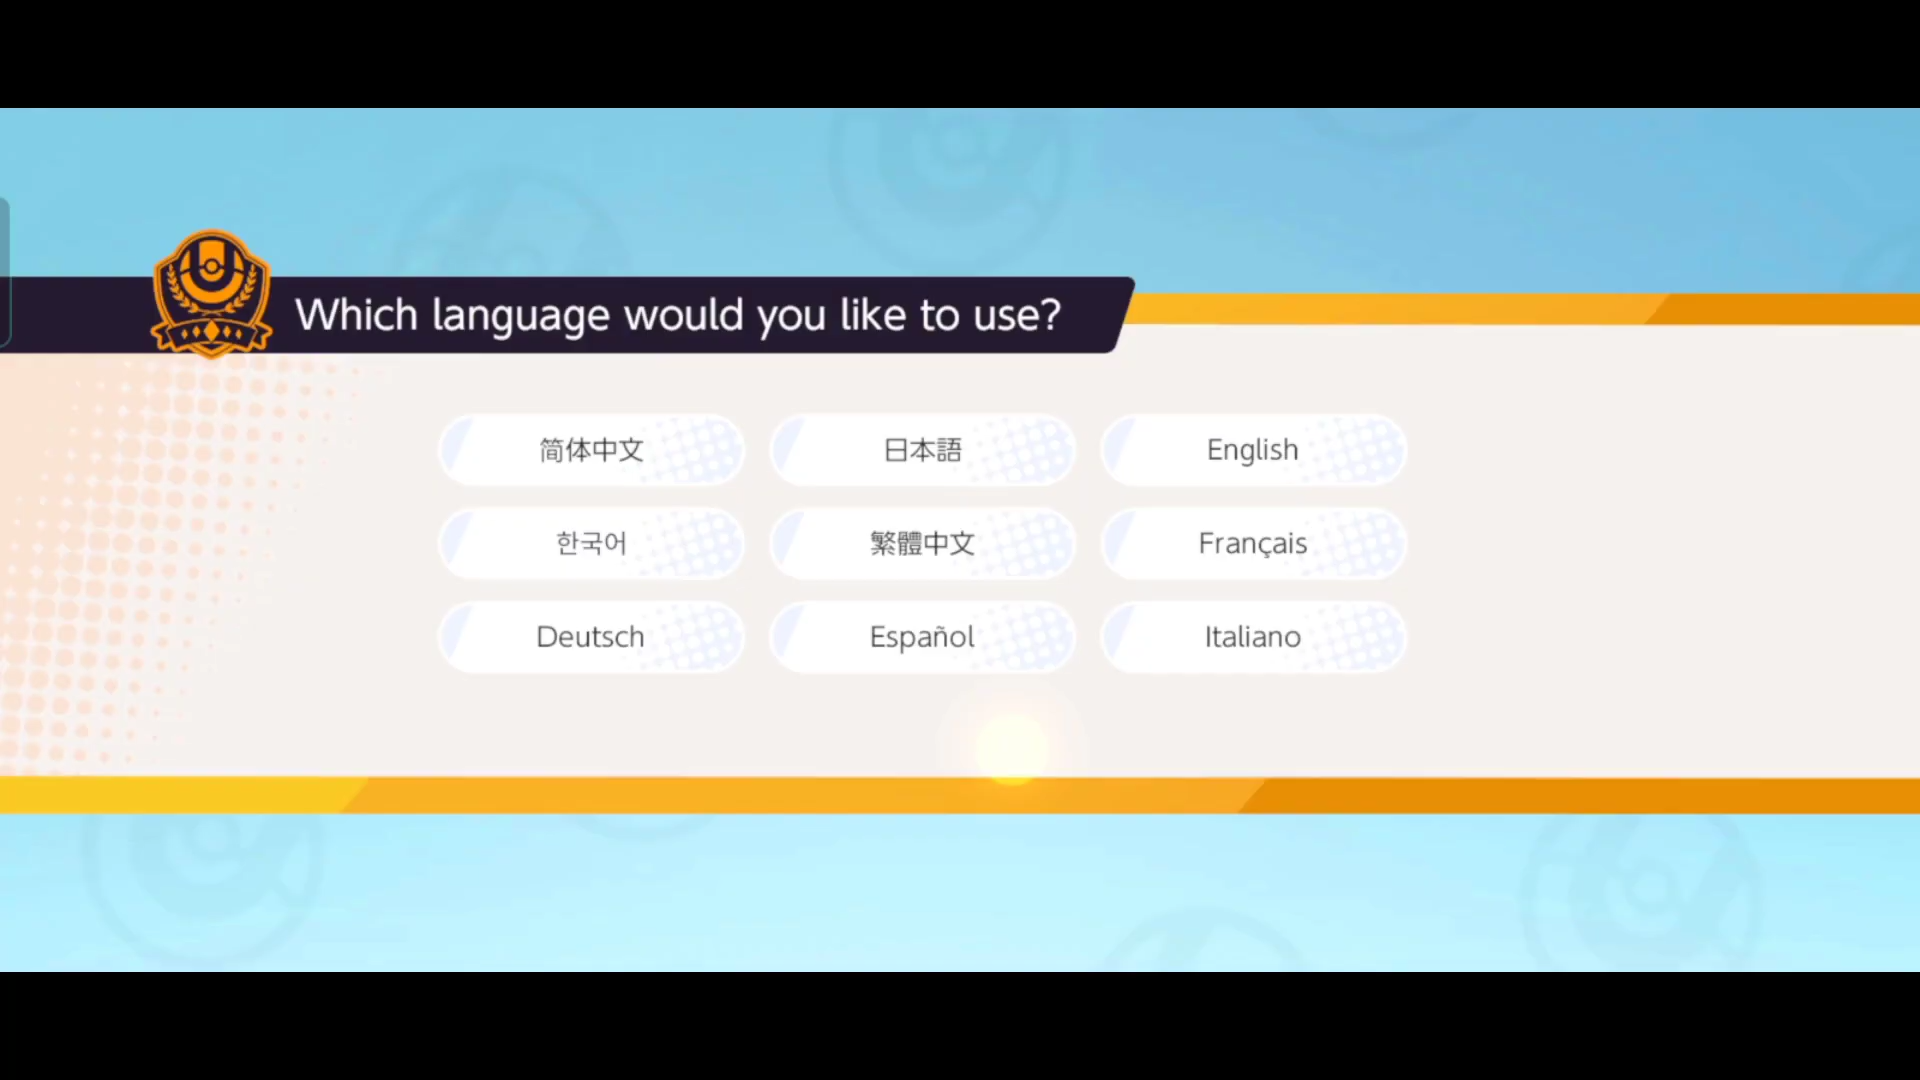 Which language would you like to use?
简体中文
日本語
English
한국어
繁體中文
Français
Deutsch
Español
Italiano